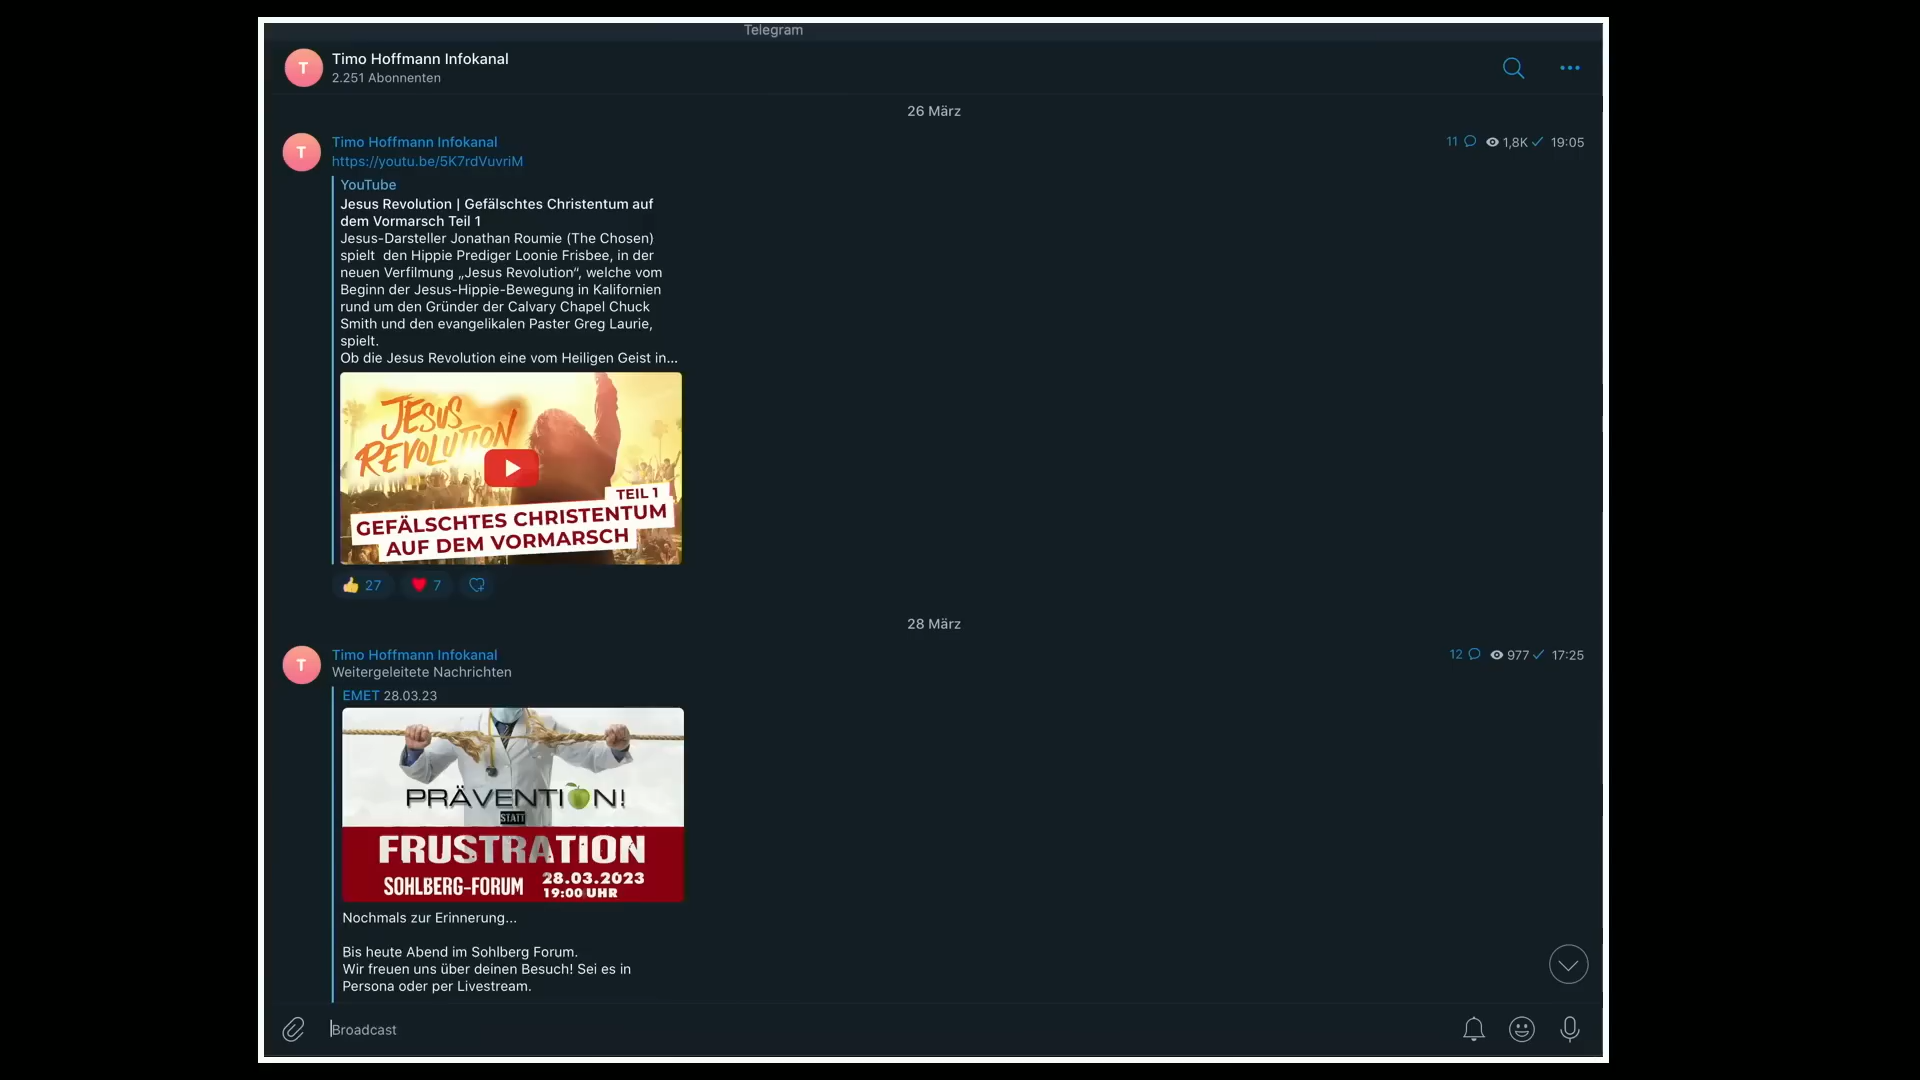 Telegram
T
Timo Hoffmann Infokanal
2.251 Abonnenten
26 März
T
Timo Hoffmann Infokanal
11 1,8K 19:05
https://youtu.be/5K7rdVuvriM
YouTube
Jesus Revolution | Gefälschtes Christentum auf
dem Vormarsch Teil 1
Jesus-Darsteller Jonathan Roumie (The Chosen)
spielt den Hippie Prediger Loonie Frisbee, in der
neuen Verfilmung „Jesus Revolution“, welche vom
Beginn der Jesus-Hippie-Bewegung in Kalifornien
rund um den Gründer der Calvary Chapel Chuck
Smith und den evangelikalen Paster Greg Laurie,
spielt.
Ob die Jesus Revolution eine vom Heiligen Geist in...
JESUS
REVOLUTION
TEIL 1
GEFÄLSCHTES CHRISTENTUM
AUF DEM VORMARSCH
27 7
28 März
T
Timo Hoffmann Infokanal
12 977 17:25
Weitergeleitete Nachrichten
EMET 28.03.23
PRÄVENTION!
STATT
FRUSTRATION
SOHLBERG-FORUM
28.03.2023
19:00 UHR
Nochmals zur Erinnerung...
Bis heute Abend im Sohlberg Forum.
Wir freuen uns über deinen Besuch! Sei es in
Persona oder per Livestream.
Broadcast